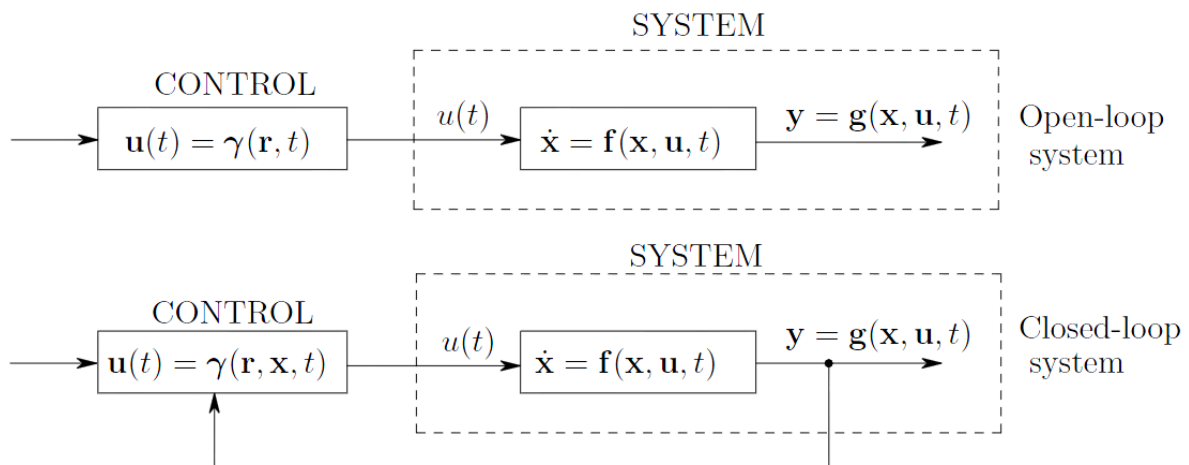 SYSTEM
CONTROL
u(t) = γ(r, t)
u(t)
ẋ = f(x, u, t)
y = g(x, u, t)
Open-loop
system
SYSTEM
CONTROL
u(t) = γ(r, x, t)
u(t)
ẋ = f(x, u, t)
y = g(x, u, t)
Closed-loop
system